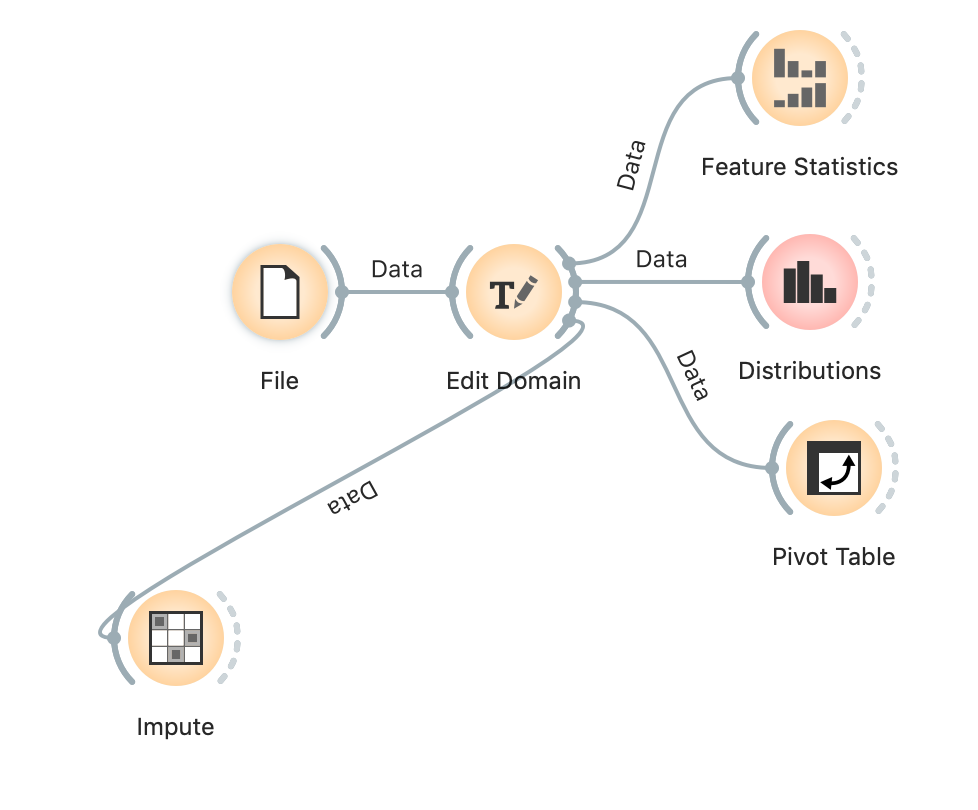 Data
Feature Statistics
Data
Data
File
Edit Domain
Distributions
Data
Pivot Table
Data
Impute